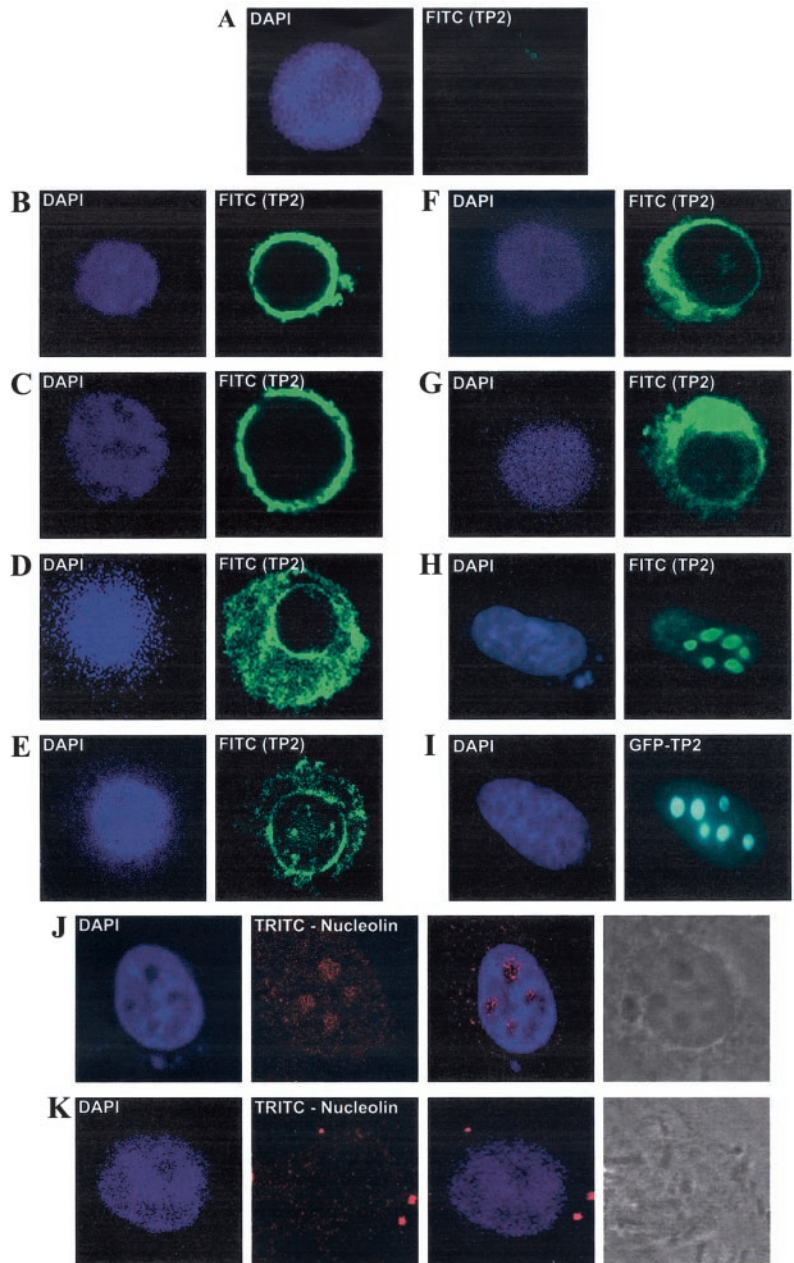 A
DAPI
FITC (TP2)
B
DAPI
FITC (TP2)
F
DAPI
FITC (TP2)
C
DAPI
FITC (TP2)
G
DAPI
FITC (TP2)
D
DAPI
FITC (TP2)
H
DAPI
FITC (TP2)
E
DAPI
FITC (TP2)
I
DAPI
GFP-TP2
J
DAPI
TRITC - Nucleolin
K
DAPI
TRITC - Nucleolin